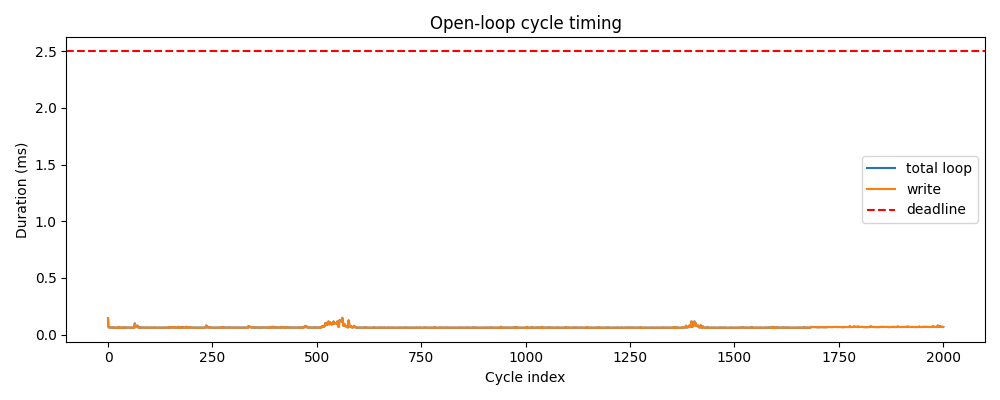 Open-loop cycle timing
Duration (ms)
2.5
2.0
1.5
1.0
0.5
0.0
total loop
write
deadline
0
250
500
750
1000
1250
1500
1750
2000
Cycle index